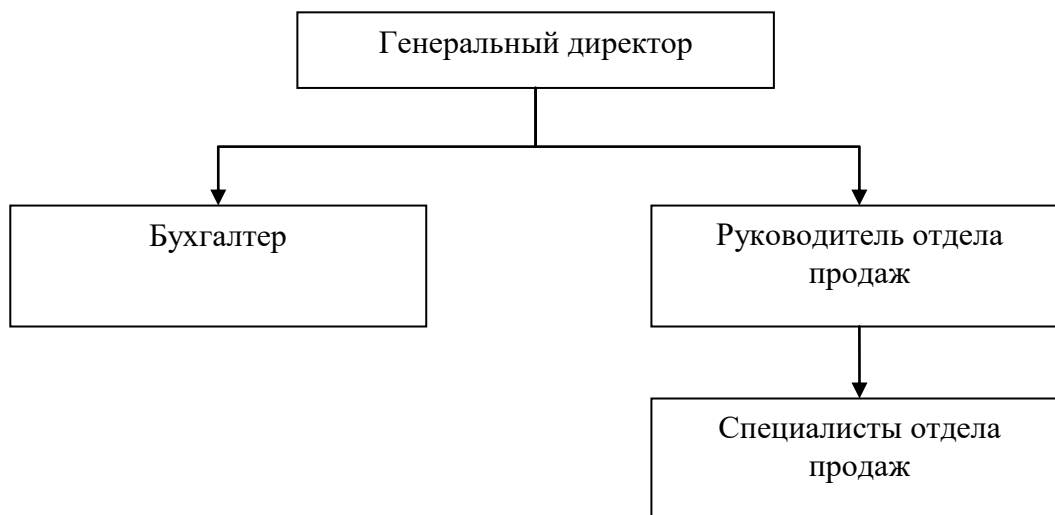 Генеральный директор
Бухгалтер
Руководитель отдела
продаж
Специалисты отдела
продаж